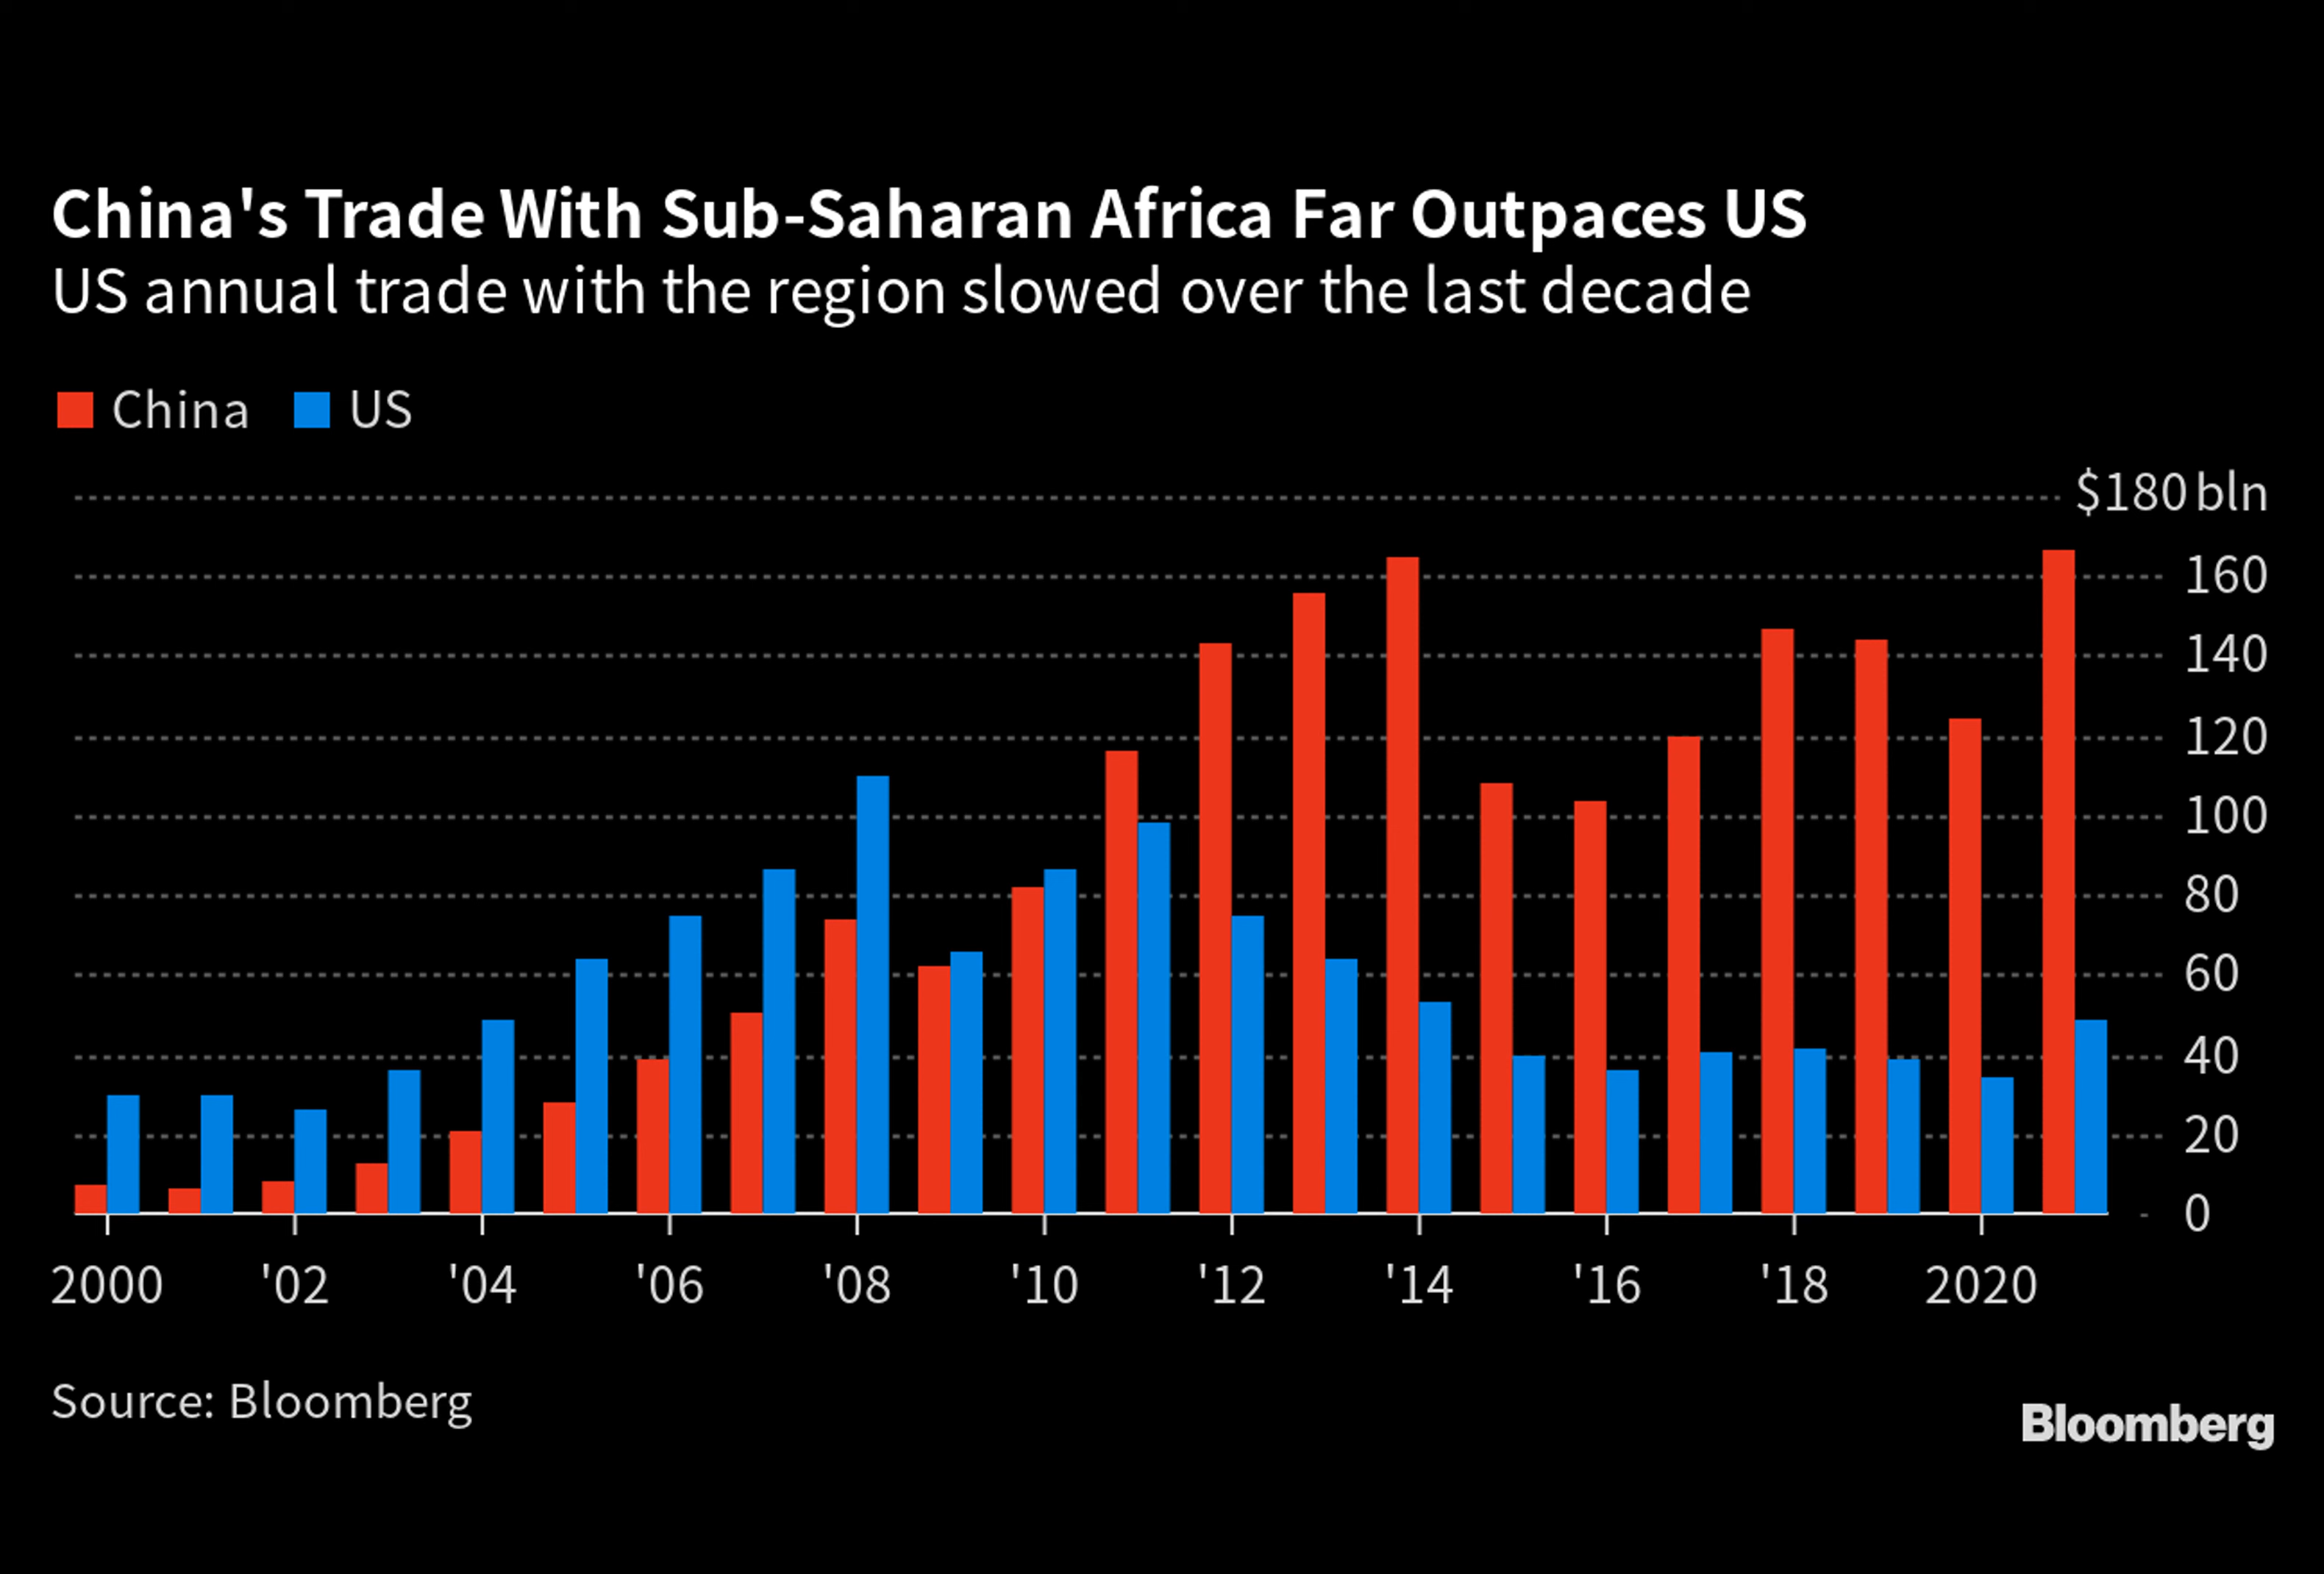 China's Trade With Sub-Saharan Africa Far Outpaces US
US annual trade with the region slowed over the last decade
China US
$180 bln
160
140
120
100
80
60
40
20
0
2000 '02 '04 '06 '08 '10 '12 '14 '16 '18 2020
Source: Bloomberg
Bloomberg